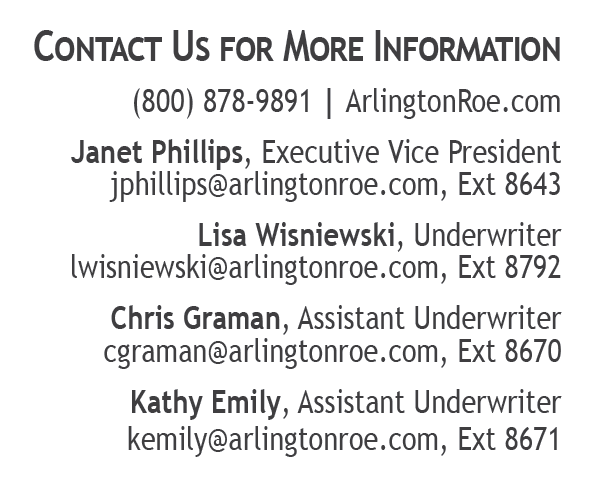 Contact Us for More Information
(800) 878-9891 | ArlingtonRoe.com
Janet Phillips, Executive Vice President
jphillips@arlingtonroe.com, Ext 8643
Lisa Wisniewski, Underwriter
lwisniewski@arlingtonroe.com, Ext 8792
Chris Graman, Assistant Underwriter
cgraman@arlingtonroe.com, Ext 8670
Kathy Emily, Assistant Underwriter
kemily@arlingtonroe.com, Ext 8671